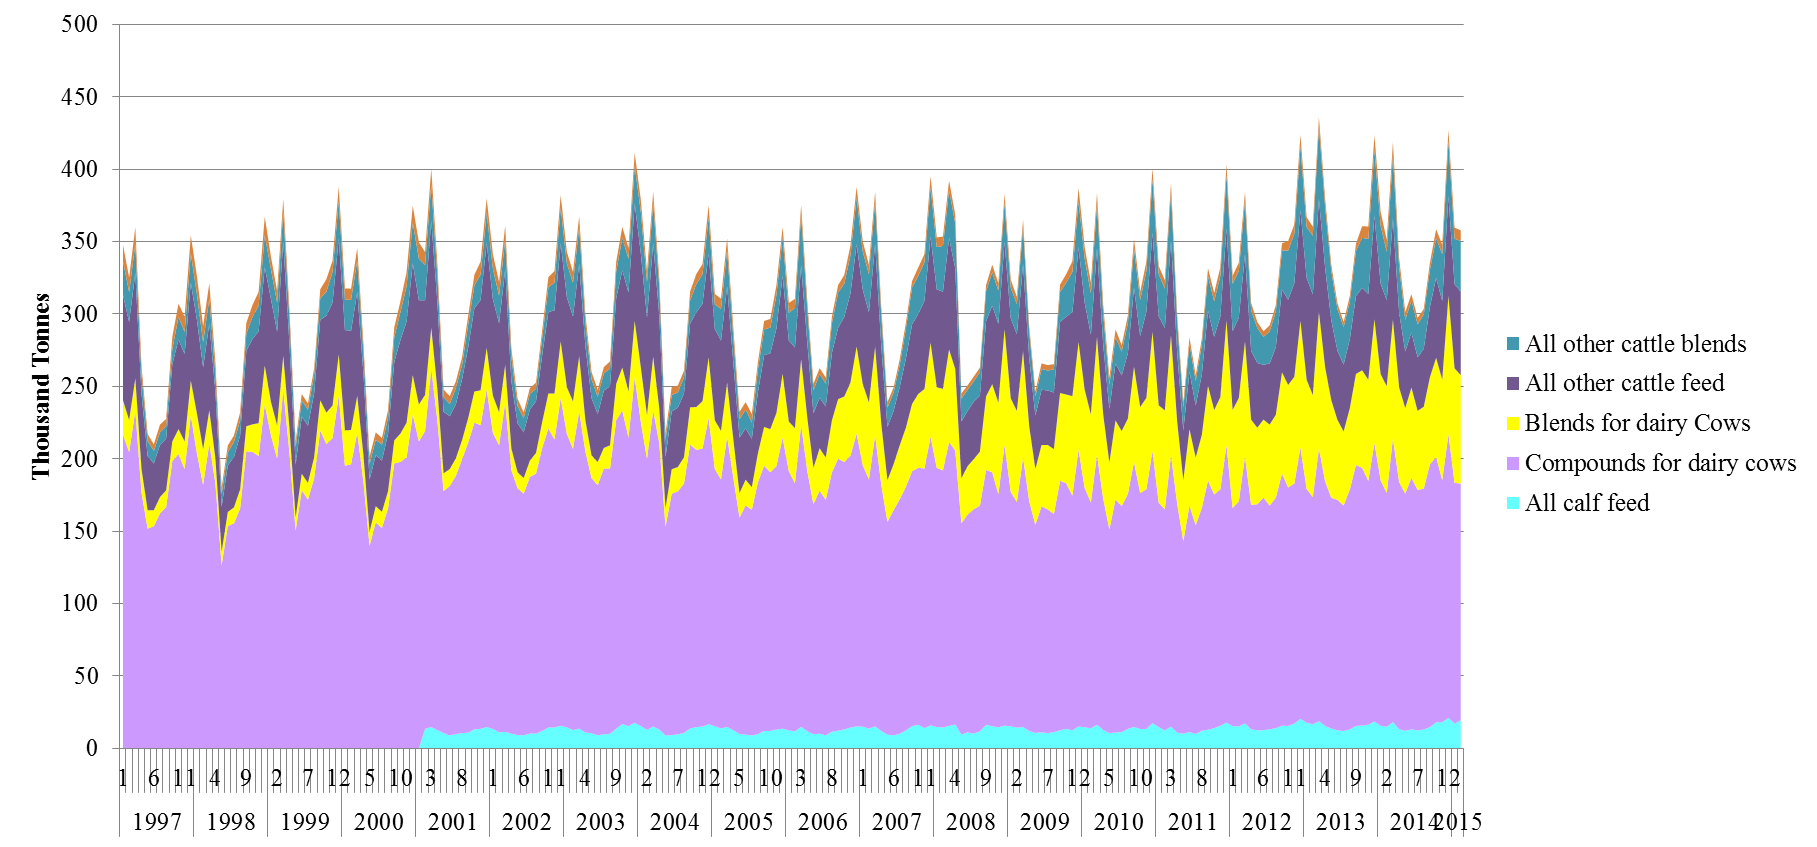 Thousand Tonnes
500
450
400
350
300
250
200
150
100
50
0
1 6 11 4 9 2 7 12 5 10 3 8 1 6 11 4 9 2 7 12 5 10 3 8 1 6 11 4 9 2 7 12 5 10 3 8 1 6 11 4 9 2 7 12
1997 1998 1999 2000 2001 2002 2003 2004 2005 2006 2007 2008 2009 2010 2011 2012 2013 2014 2015
All other cattle blends
All other cattle feed
Blends for dairy Cows
Compounds for dairy cows
All calf feed